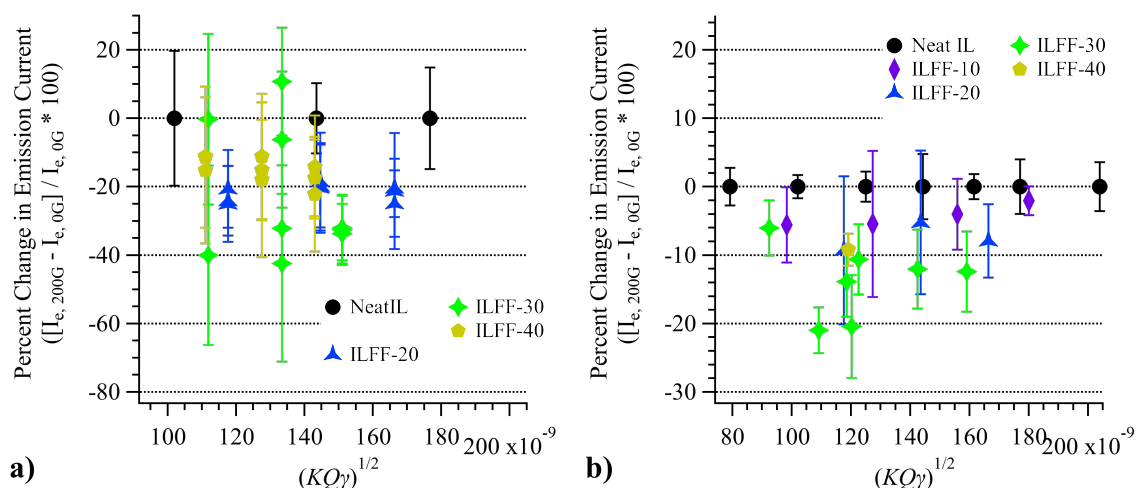 Percent Change in Emission Current
([I_e, 200G - I_e, 0G] / I_e, 0G * 100)
20
0
-20
-40
-60
-80
NeatIL
ILFF-20
ILFF-30
ILFF-40
100 120 140 160 180 200 x10^-9
(KQγ)^1/2
a)
Percent Change in Emission Current
([I_e, 200G - I_e, 0G] / I_e, 0G * 100)
20
10
0
-10
-20
-30
Neat IL
ILFF-10
ILFF-20
ILFF-30
ILFF-40
80 100 120 140 160 180 200 x10^-9
(KQγ)^1/2
b)